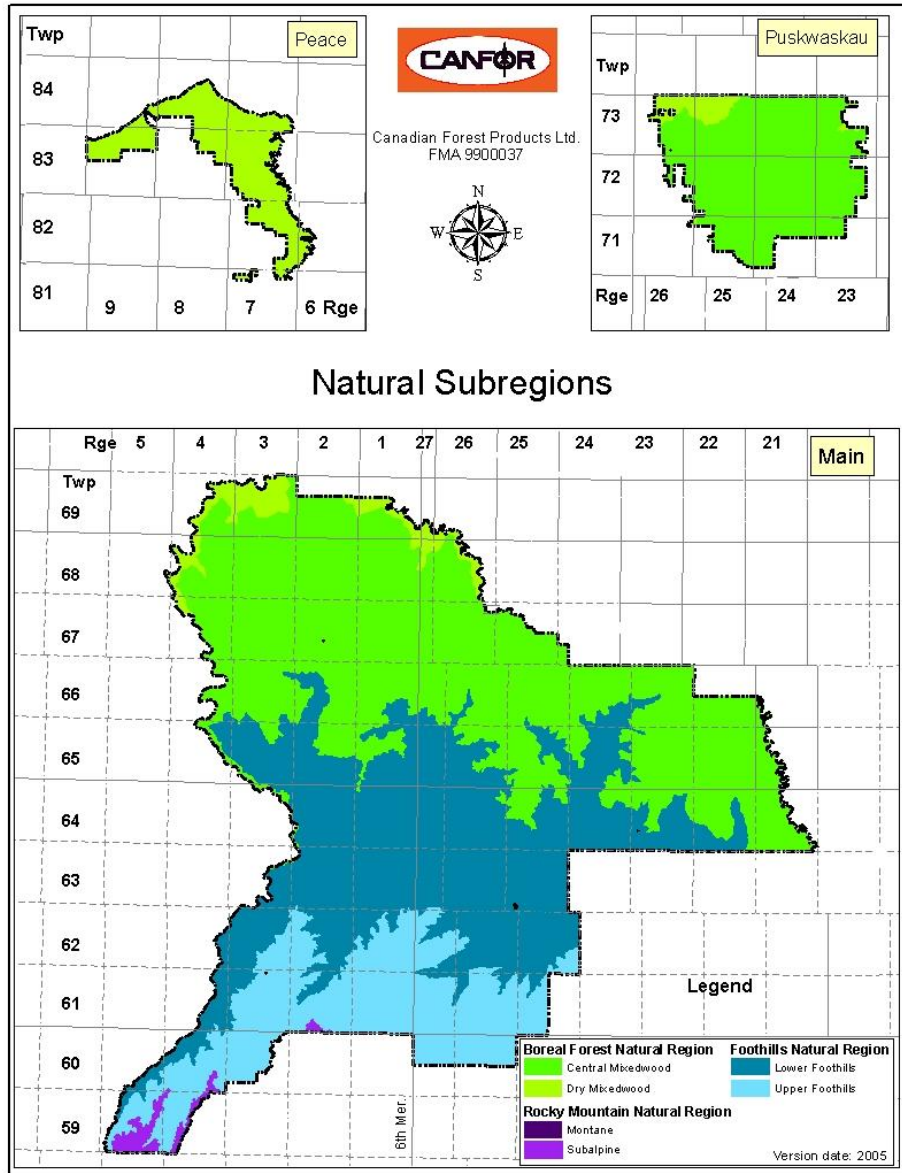 Twp
Peace
84
83
82
81
9 8 7 6 Rge
CANFOR
Canadian Forest Products Ltd.
FMA 9900037
N
W E
S
Puskwaskau
Twp
73
72
71
Rge 26 25 24 23
Natural Subregions
Rge 5 4 3 2 1 27 26 25 24 23 22 21
Main
Twp
69
68
67
66
65
64
63
62
61
60
59
6th Mer.
Legend
Boreal Forest Natural Region
Central Mixedwood
Dry Mixedwood
Rocky Mountain Natural Region
Montane
Subalpine
Foothills Natural Region
Lower Foothills
Upper Foothills
Version date: 2005